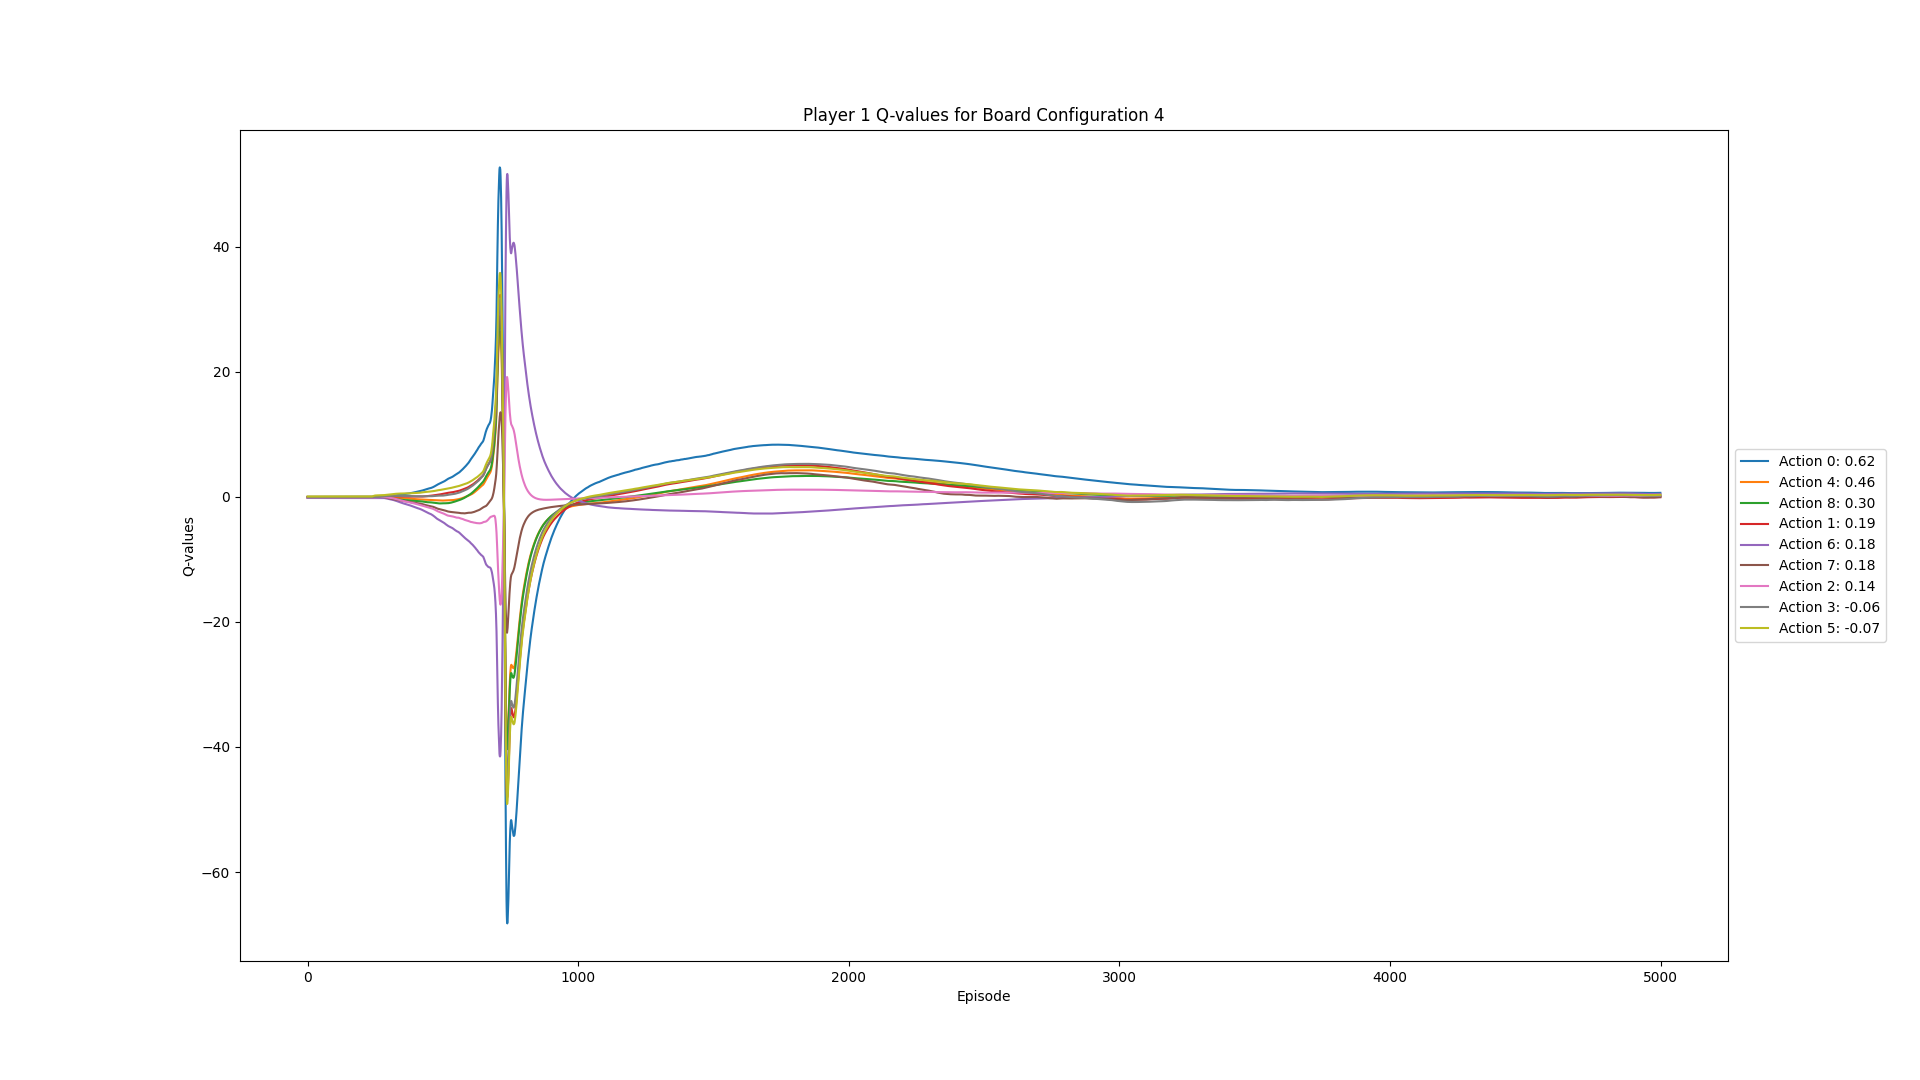 Player 1 Q-values for Board Configuration 4
Q-values
40
20
0
−20
−40
−60
0
1000
2000
3000
4000
5000
Episode
Action 0: 0.62
Action 4: 0.46
Action 8: 0.30
Action 1: 0.19
Action 6: 0.18
Action 7: 0.18
Action 2: 0.14
Action 3: -0.06
Action 5: -0.07